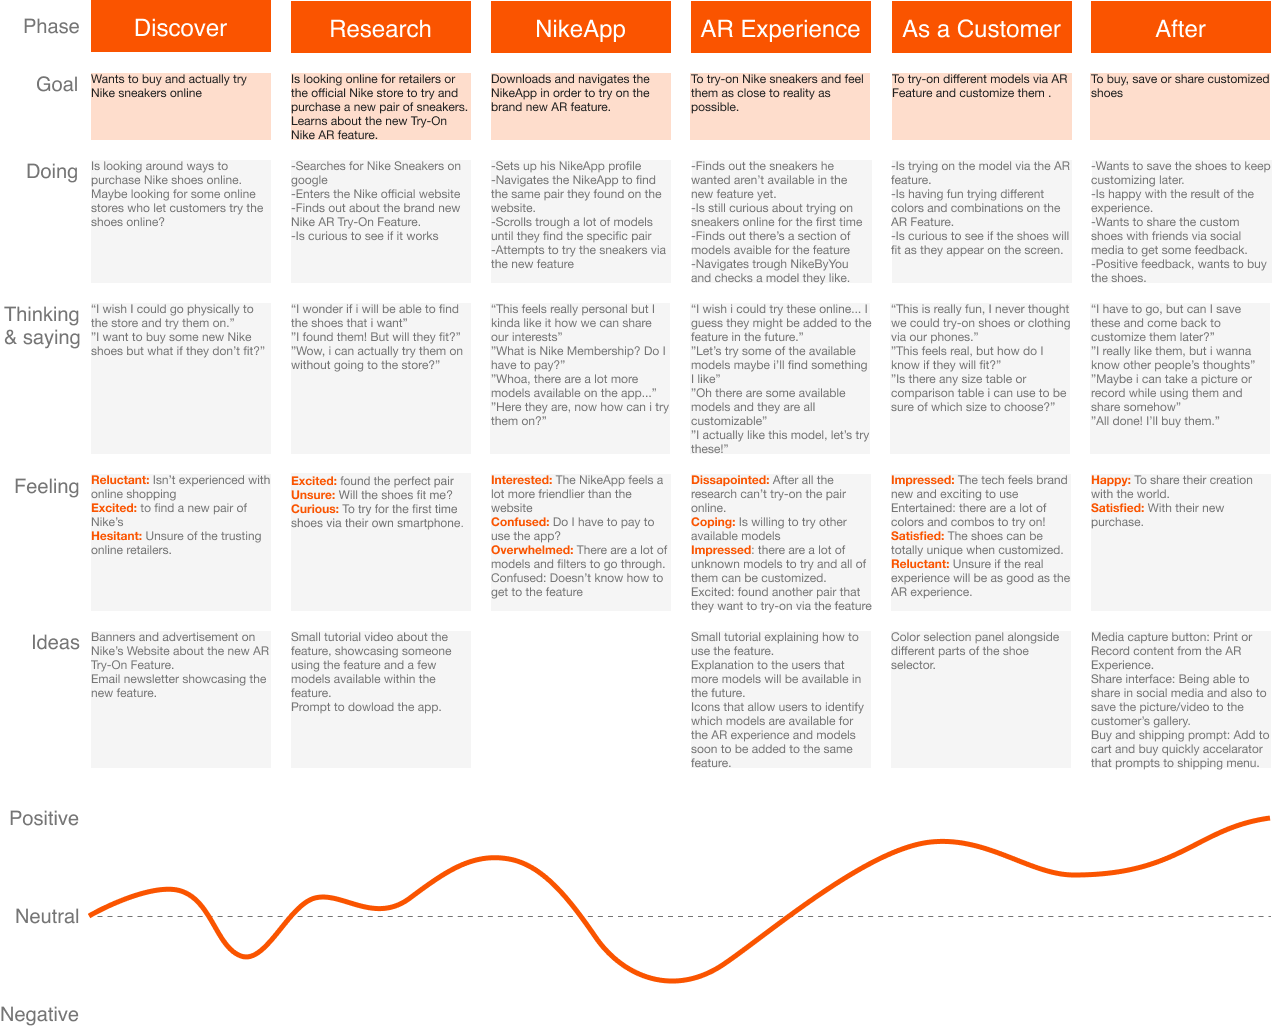 Phase
Discover
Research
NikeApp
AR Experience
As a Customer
After
Goal
Wants to buy and actually try
Nike sneakers online
Is looking online for retailers or
the official Nike store to try and
purchase a new pair of sneakers.
Learns about the new Try-On
Nike AR feature.
Downloads and navigates the
NikeApp in order to try on the
brand new AR feature.
To try-on Nike sneakers and feel
them as close to reality as
possible.
To try-on different models via AR
Feature and customize them .
To buy, save or share customized
shoes
Doing
Is looking around ways to
purchase Nike shoes online.
Maybe looking for some online
stores who let customers try the
shoes online?
-Searches for Nike Sneakers on
google
-Enters the Nike official website
-Finds out about the brand new
Nike AR Try-On Feature.
-Is curious to see if it works
-Sets up his NikeApp profile
-Navigates the NikeApp to find
the same pair they found on the
website.
-Scrolls trough a lot of models
until they find the specific pair
-Attempts to try the sneakers via
the new feature
-Finds out the sneakers he
wanted aren’t available in the
new feature yet.
-Is still curious about trying on
sneakers online for the first time
-Finds out there’s a section of
models avaible for the feature
-Navigates trough NikeByYou
and checks a model they like.
-Is trying on the model via the AR
feature.
-Is having fun trying different
colors and combinations on the
AR Feature.
-Is curious to see if the shoes will
fit as they appear on the screen.
-Wants to save the shoes to keep
customizing later.
-Is happy with the result of the
experience.
-Wants to share the custom
shoes with friends via social
media to get some feedback.
-Positive feedback, wants to buy
the shoes.
Thinking
& saying
“I wish I could go physically to
the store and try them on.”
”I want to buy some new Nike
shoes but what if they don’t fit?”
“I wonder if i will be able to find
the shoes that i want”
”I found them! But will they fit?”
”Wow, i can actually try them on
without going to the store?”
“This feels really personal but I
kinda like it how we can share
our interests”
”What is Nike Membership? Do I
have to pay?”
”Whoa, there are a lot more
models available on the app...”
”Here they are, now how can i try
them on?”
“I wish i could try these online... I
guess they might be added to the
feature in the future.”
”Let’s try some of the available
models maybe i’ll find something
I like”
”Oh there are some available
models and they are all
customizable”
”I actually like this model, let’s try
these!”
“This is really fun, I never thought
we could try-on shoes or clothing
via our phones.”
”This feels real, but how do I
know if they will fit?”
”Is there any size table or
comparison table i can use to be
sure of which size to choose?”
“I have to go, but can I save
these and come back to
customize them later?”
”I really like them, but i wanna
know other people’s thoughts”
”Maybe i can take a picture or
record while using them and
share somehow”
”All done! I’ll buy them.”
Feeling
Reluctant: Isn’t experienced with
online shopping
Excited: to find a new pair of
Nike’s
Hesitant: Unsure of the trusting
online retailers.
Excited: found the perfect pair
Unsure: Will the shoes fit me?
Curious: To try for the first time
shoes via their own smartphone.
Interested: The NikeApp feels a
lot more friendlier than the
website
Confused: Do I have to pay to
use the app?
Overwhelmed: There are a lot of
models and filters to go through.
Confused: Doesn’t know how to
get to the feature
Dissapointed: After all the
research can’t try-on the pair
online.
Coping: Is willing to try other
available models
Impressed: there are a lot of
unknown models to try and all of
them can be customized.
Excited: found another pair that
they want to try-on via the feature
Impressed: The tech feels brand
new and exciting to use
Entertained: there are a lot of
colors and combos to try on!
Satisfied: The shoes can be
totally unique when customized.
Reluctant: Unsure if the real
experience will be as good as the
AR experience.
Happy: To share their creation
with the world.
Satisfied: With their new
purchase.
Ideas
Banners and advertisement on
Nike’s Website about the new AR
Try-On Feature.
Email newsletter showcasing the
new feature.
Small tutorial video about the
feature, showcasing someone
using the feature and a few
models available within the
feature.
Prompt to dowload the app.
Small tutorial explaining how to
use the feature.
Explanation to the users that
more models will be available in
the future.
Icons that allow users to identify
which models are available for
the AR experience and models
soon to be added to the same
feature.
Color selection panel alongside
different parts of the shoe
selector.
Media capture button: Print or
Record content from the AR
Experience.
Share interface: Being able to
share in social media and also to
save the picture/video to the
customer’s gallery.
Buy and shipping prompt: Add to
cart and buy quickly accelarator
that prompts to shipping menu.
Positive
Neutral
Negative